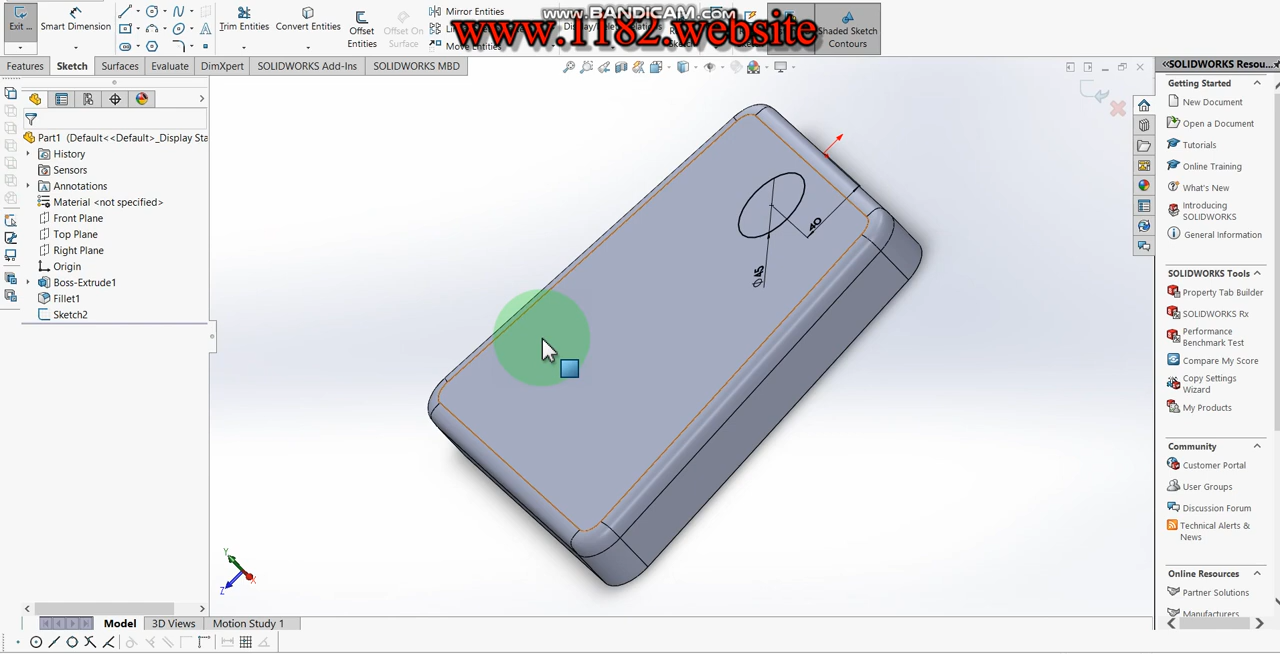 www.BANDICAM.com
www.1182.website
Exit ...
Smart Dimension
Trim Entities
Convert Entities
Offset
Entities
Offset On
Surface
Mirror Entities
Move Entities
Shaded Sketch
Contours
Features
Sketch
Surfaces
Evaluate
DimXpert
SOLIDWORKS Add-Ins
SOLIDWORKS MBD
Part1 (Default<<Default>_Display Sta
History
Sensors
Annotations
Material <not specified>
Front Plane
Top Plane
Right Plane
Origin
Boss-Extrude1
Fillet1
Sketch2
40
Ø45
Y
X
Z
SOLIDWORKS Resou...
Getting Started
New Document
Open a Document
Tutorials
Online Training
What's New
Introducing
SOLIDWORKS
General Information
SOLIDWORKS Tools
Property Tab Builder
SOLIDWORKS Rx
Performance
Benchmark Test
Compare My Score
Copy Settings
Wizard
My Products
Community
Customer Portal
User Groups
Discussion Forum
Technical Alerts &
News
Online Resources
Partner Solutions
Manufacturers
Model
3D Views
Motion Study 1